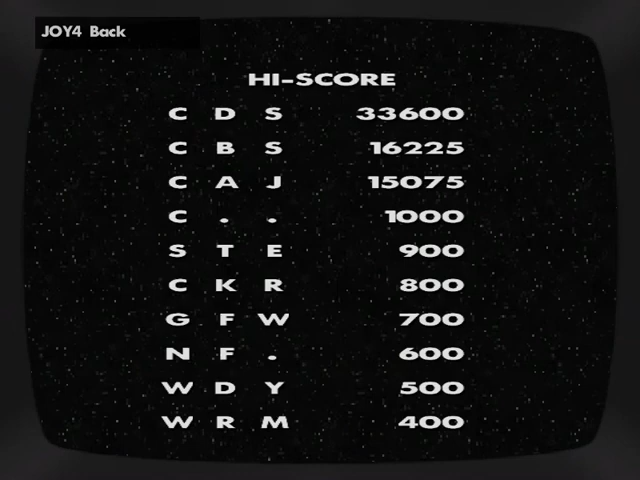 JOY4 Back
HI-SCORE
C D S 33600
C B S 16225
C A J 15075
C . . 1000
S T E 900
C K R 800
G F W 700
N F . 600
W D Y 500
W R M 400